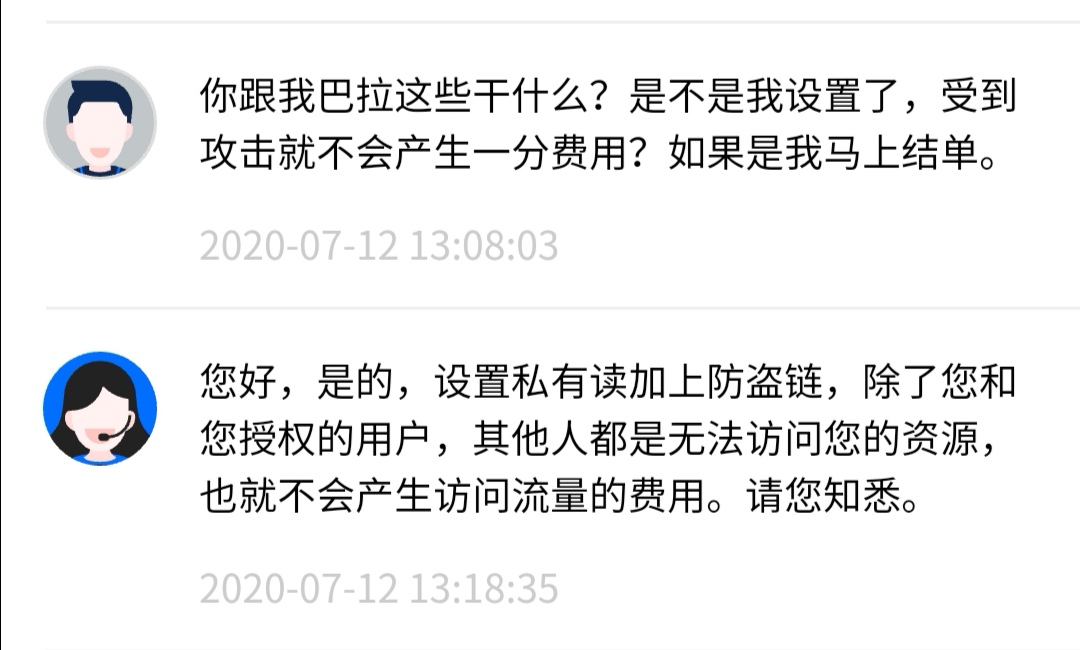 你跟我巴拉这些干什么？是不是我设置了，受到
攻击就不会产生一分费用？如果是我马上结单。
2020-07-12 13:08:03
您好，是的，设置私有读加上防盗链，除了您和
您授权的用户，其他人都是无法访问您的资源，
也就不会产生访问流量的费用。请您知悉。
2020-07-12 13:18:35